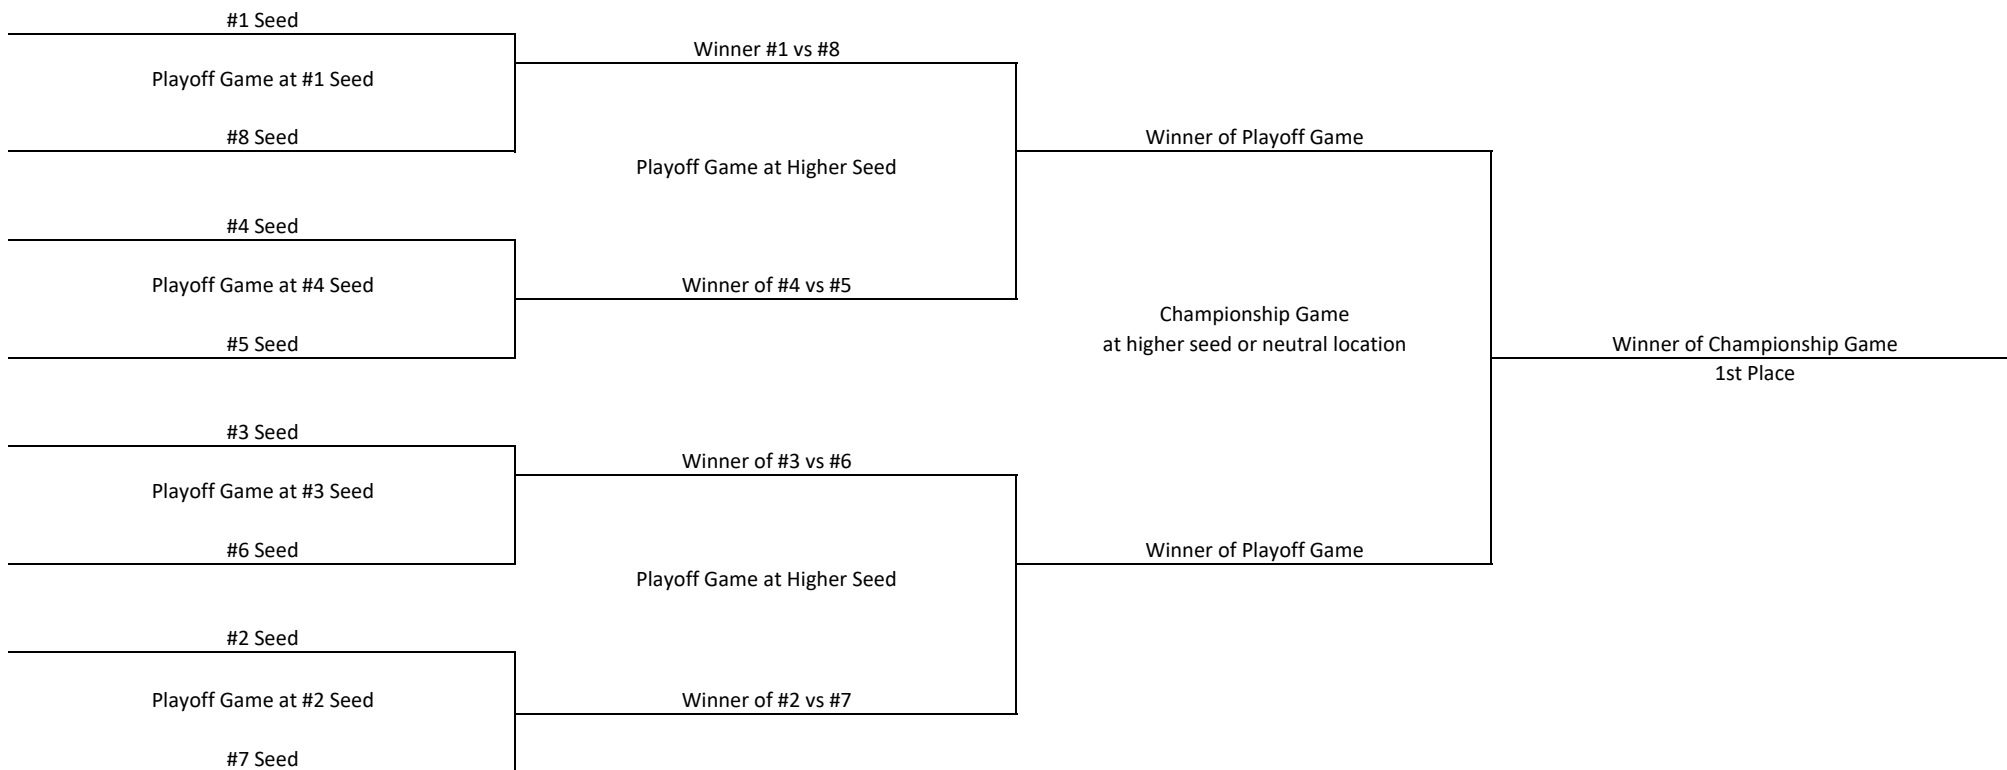 #1 Seed
Winner #1 vs #8
Playoff Game at #1 Seed
#8 Seed
Winner of Playoff Game
Playoff Game at Higher Seed
#4 Seed
Playoff Game at #4 Seed
Winner of #4 vs #5
Championship Game
at higher seed or neutral location
#5 Seed
Winner of Championship Game
1st Place
#3 Seed
Winner of #3 vs #6
Playoff Game at #3 Seed
#6 Seed
Winner of Playoff Game
Playoff Game at Higher Seed
#2 Seed
Playoff Game at #2 Seed
Winner of #2 vs #7
#7 Seed